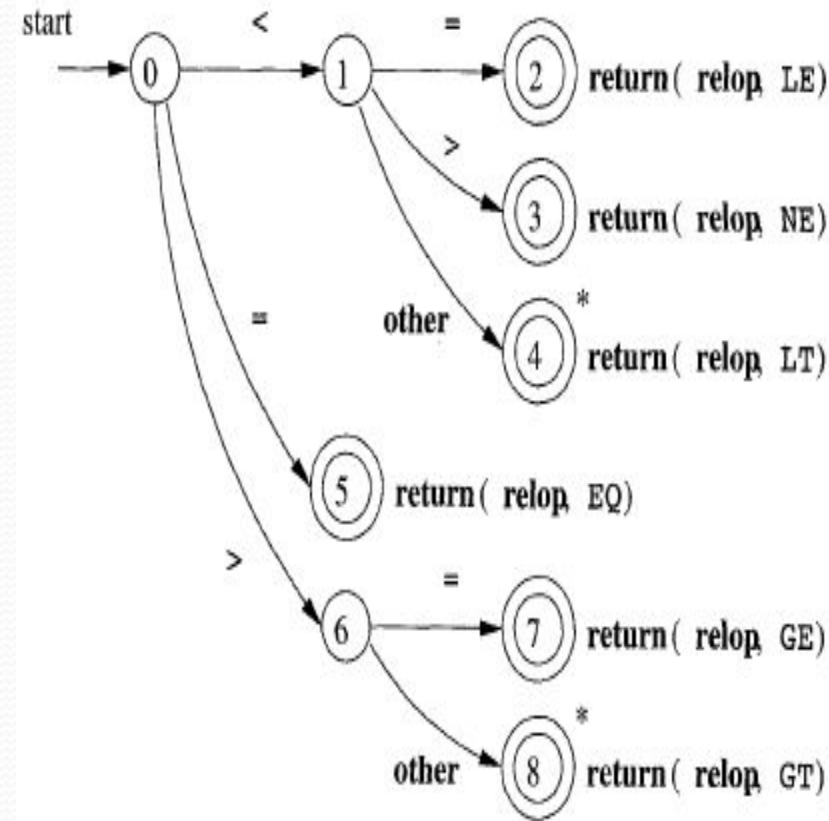 start < =
0 1 2 return( relop, LE)
>
3 return( relop, NE)
*
= other 4 return( relop, LT)
5 return( relop, EQ)
> =
6 7 return( relop, GE)
*
other 8 return( relop, GT)